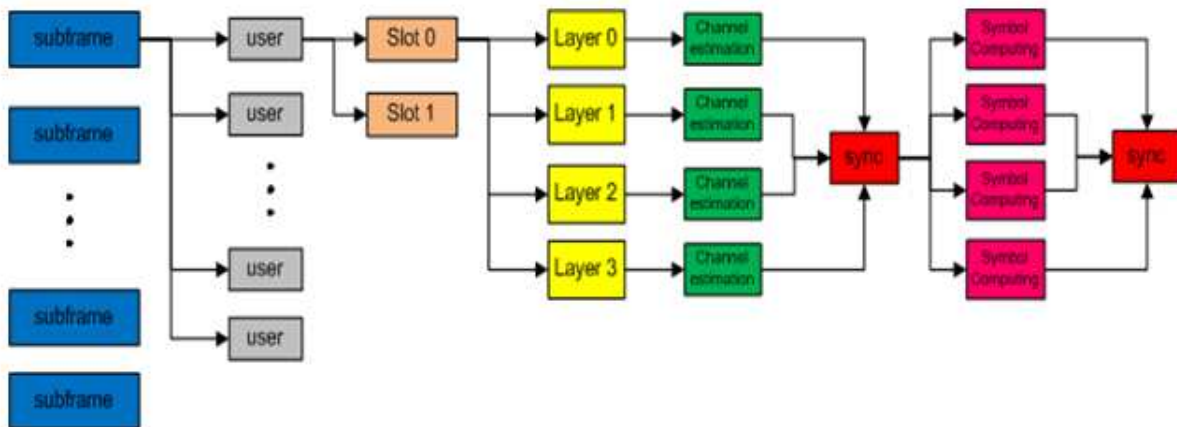 subframe
subframe
subframe
subframe
user
user
user
user
Slot 0
Slot 1
Layer 0
Layer 1
Layer 2
Layer 3
Channel
estimation
Channel
estimation
Channel
estimation
Channel
estimation
sync
Symbol
Computing
Symbol
Computing
Symbol
Computing
Symbol
Computing
sync